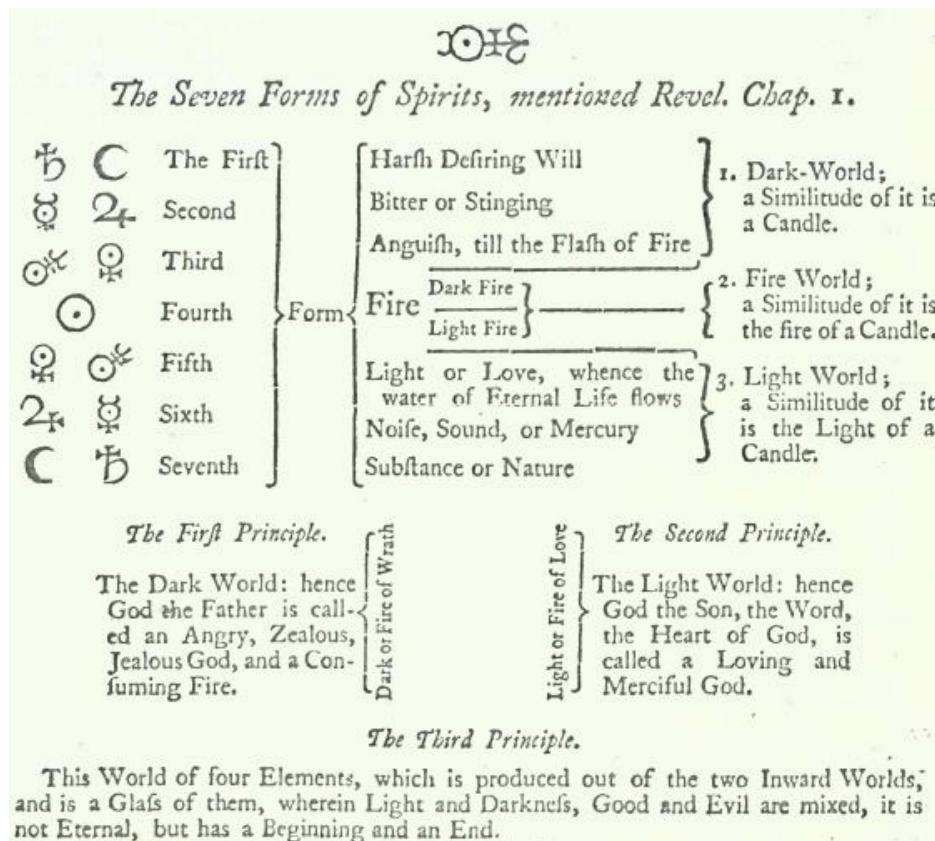 The Seven Forms of Spirits, mentioned Revel. Chap. 1.
The Firſt
Second
Third
Fourth
Fifth
Sixth
Seventh
Form
Harſh Deſiring Will
Bitter or Stinging
Anguiſh, till the Flaſh of Fire
Fire
Dark Fire
Light Fire
Light or Love, whence the
water of Eternal Life flows
Noiſe, Sound, or Mercury
Subſtance or Nature
1. Dark-World;
a Similitude of it is
a Candle.
2. Fire World;
a Similitude of it is
the fire of a Candle.
3. Light World;
a Similitude of it
is the Light of a
Candle.
The Firſt Principle.
The Dark World: hence
God the Father is call-
ed an Angry, Zealous,
Jealous God, and a Con-
ſuming Fire.
Dark or Fire of Wrath
Light or Fire of Love
The Second Principle.
The Light World: hence
God the Son, the Word,
the Heart of God, is
called a Loving and
Merciful God.
The Third Principle.
This World of four Elements, which is produced out of the two Inward Worlds,
and is a Glaſs of them, wherein Light and Darkneſs, Good and Evil are mixed, it is
not Eternal, but has a Beginning and an End.